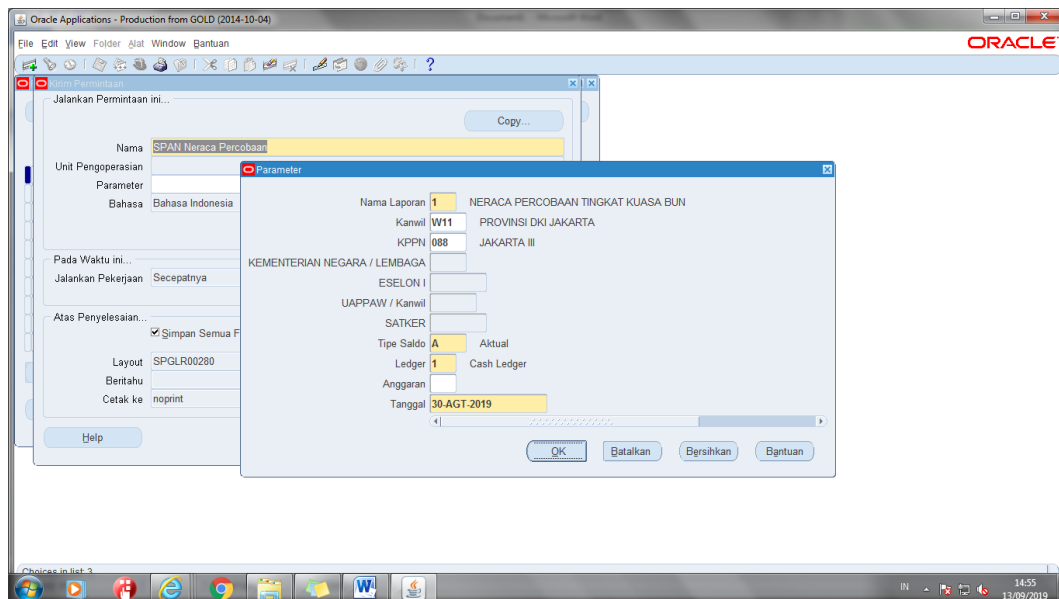 Oracle Applications - Production from GOLD (2014-10-04)
File Edit View Folder Alat Window Bantuan
ORACLE
Kirim Permintaan
Jalankan Permintaan ini...
Copy...
Nama SPAN Neraca Percobaan
Unit Pengoperasian
Parameter
Bahasa Bahasa Indonesia
Pada Waktu ini...
Jalankan Pekerjaan Secepatnya
Atas Penyelesaian...
Simpan Semua F
Layout SPGLR00280
Beritahu
Cetak ke noprint
Help
Parameter
Nama Laporan 1 NERACA PERCOBAAN TINGKAT KUASA BUN
Kanwil W11 PROVINSI DKI JAKARTA
KPPN 088 JAKARTA III
KEMENTERIAN NEGARA / LEMBAGA
ESELON I
UAPPAW / Kanwil
SATKER
Tipe Saldo A Aktual
Ledger 1 Cash Ledger
Anggaran
Tanggal 30-AGT-2019
OK Batalkan Bersihkan Bantuan
Choices in list: 3
IN 14:55
13/09/2019